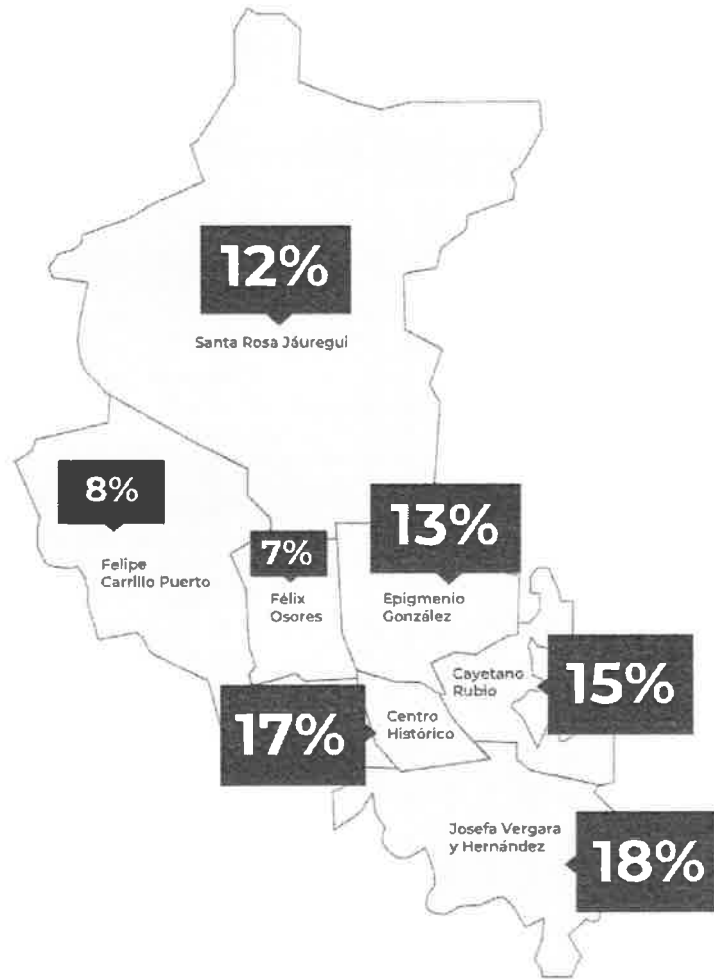 12%
Santa Rosa Jáuregui
8%
Felipe
Carrillo Puerto
7%
Félix
Osores
13%
Epigmenio
González
Cayetano
Rubio
15%
17%
Centro
Histórico
Josefa Vergara
y Hernández
18%